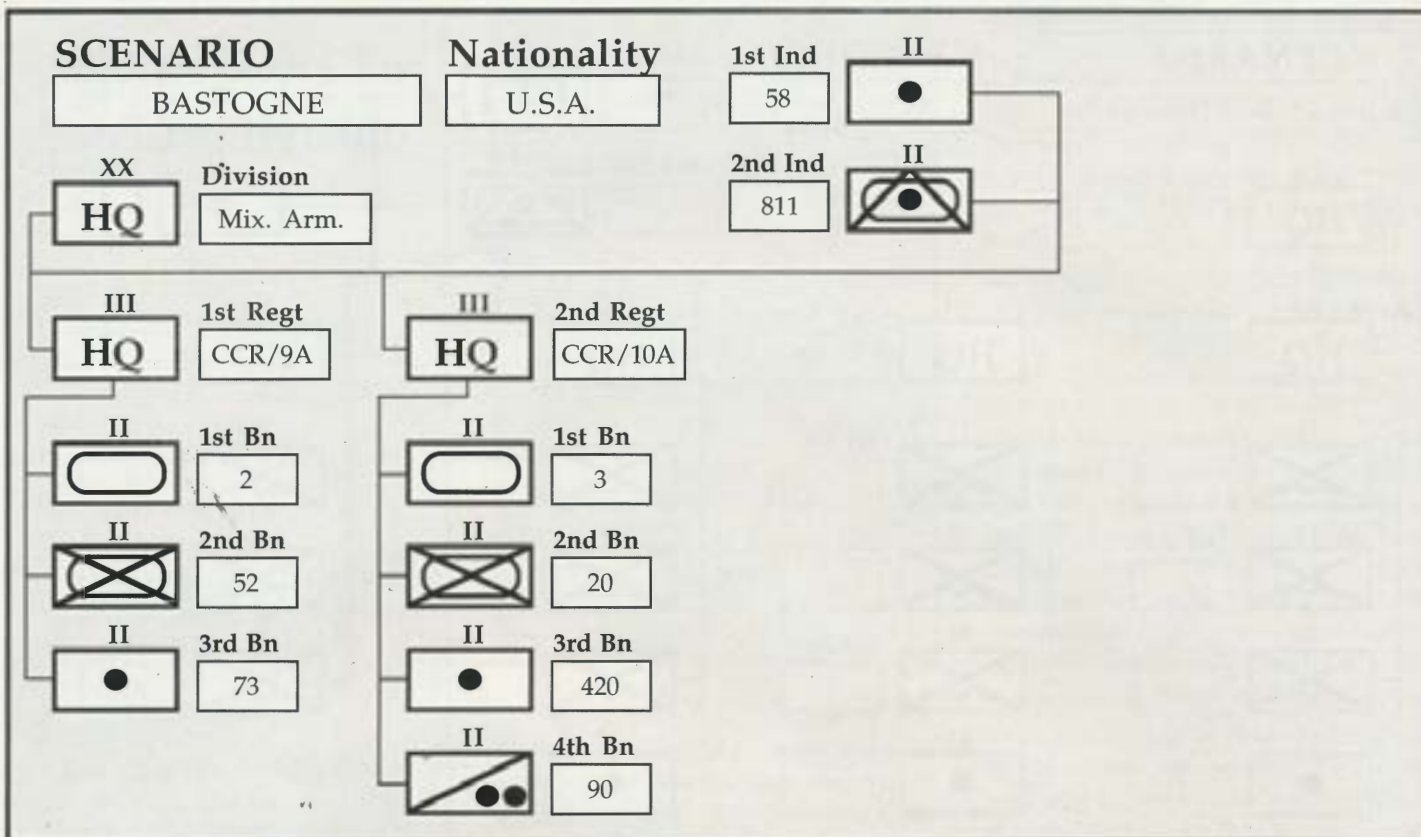 SCENARIO
BASTOGNE
Nationality
U.S.A.
1st Ind
58
II
2nd Ind
811
II
XX
HQ
Division
Mix. Arm.
III
HQ
1st Regt
CCR/9A
III
HQ
2nd Regt
CCR/10A
II
1st Bn
2
II
1st Bn
3
II
2nd Bn
52
II
2nd Bn
20
II
3rd Bn
73
II
3rd Bn
420
II
4th Bn
90